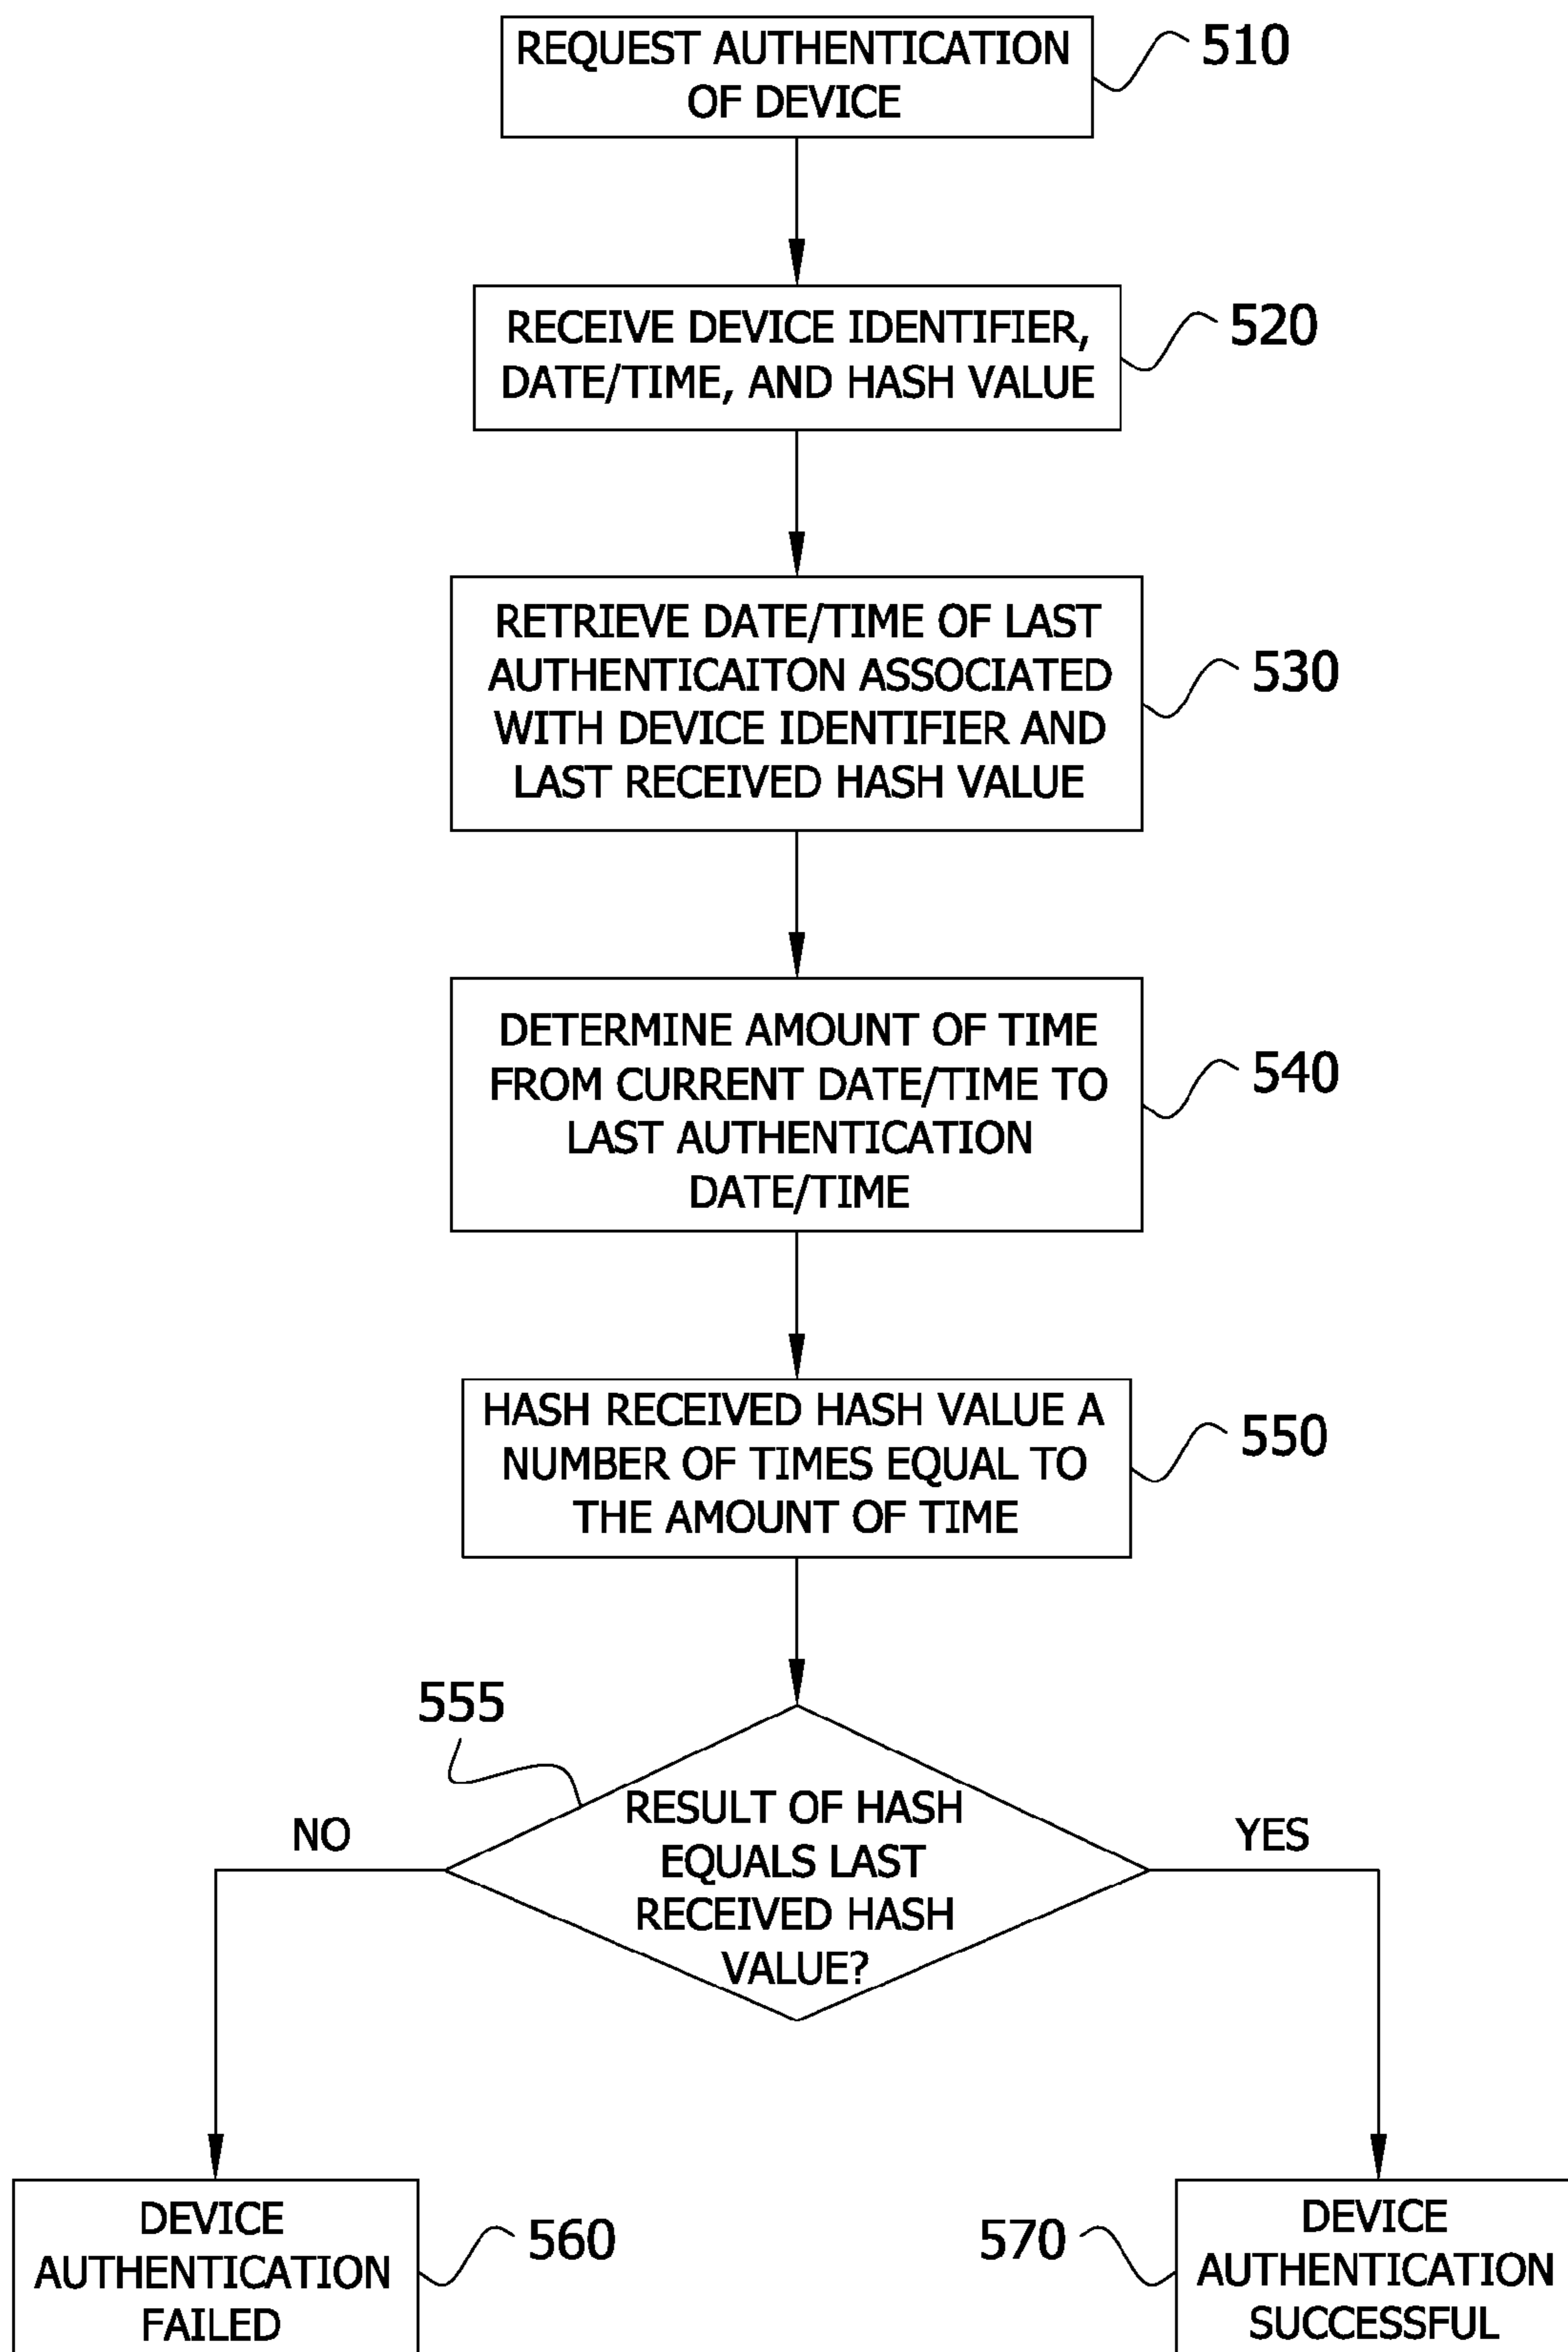 REQUEST AUTHENTICATION
OF DEVICE
510
RECEIVE DEVICE IDENTIFIER,
DATE/TIME, AND HASH VALUE
520
RETRIEVE DATE/TIME OF LAST
AUTHENTICAITON ASSOCIATED
WITH DEVICE IDENTIFIER AND
LAST RECEIVED HASH VALUE
530
DETERMINE AMOUNT OF TIME
FROM CURRENT DATE/TIME TO
LAST AUTHENTICATION
DATE/TIME
540
HASH RECEIVED HASH VALUE A
NUMBER OF TIMES EQUAL TO
THE AMOUNT OF TIME
550
555
RESULT OF HASH
EQUALS LAST
RECEIVED HASH
VALUE?
NO
YES
DEVICE
AUTHENTICATION
FAILED
560
570
DEVICE
AUTHENTICATION
SUCCESSFUL